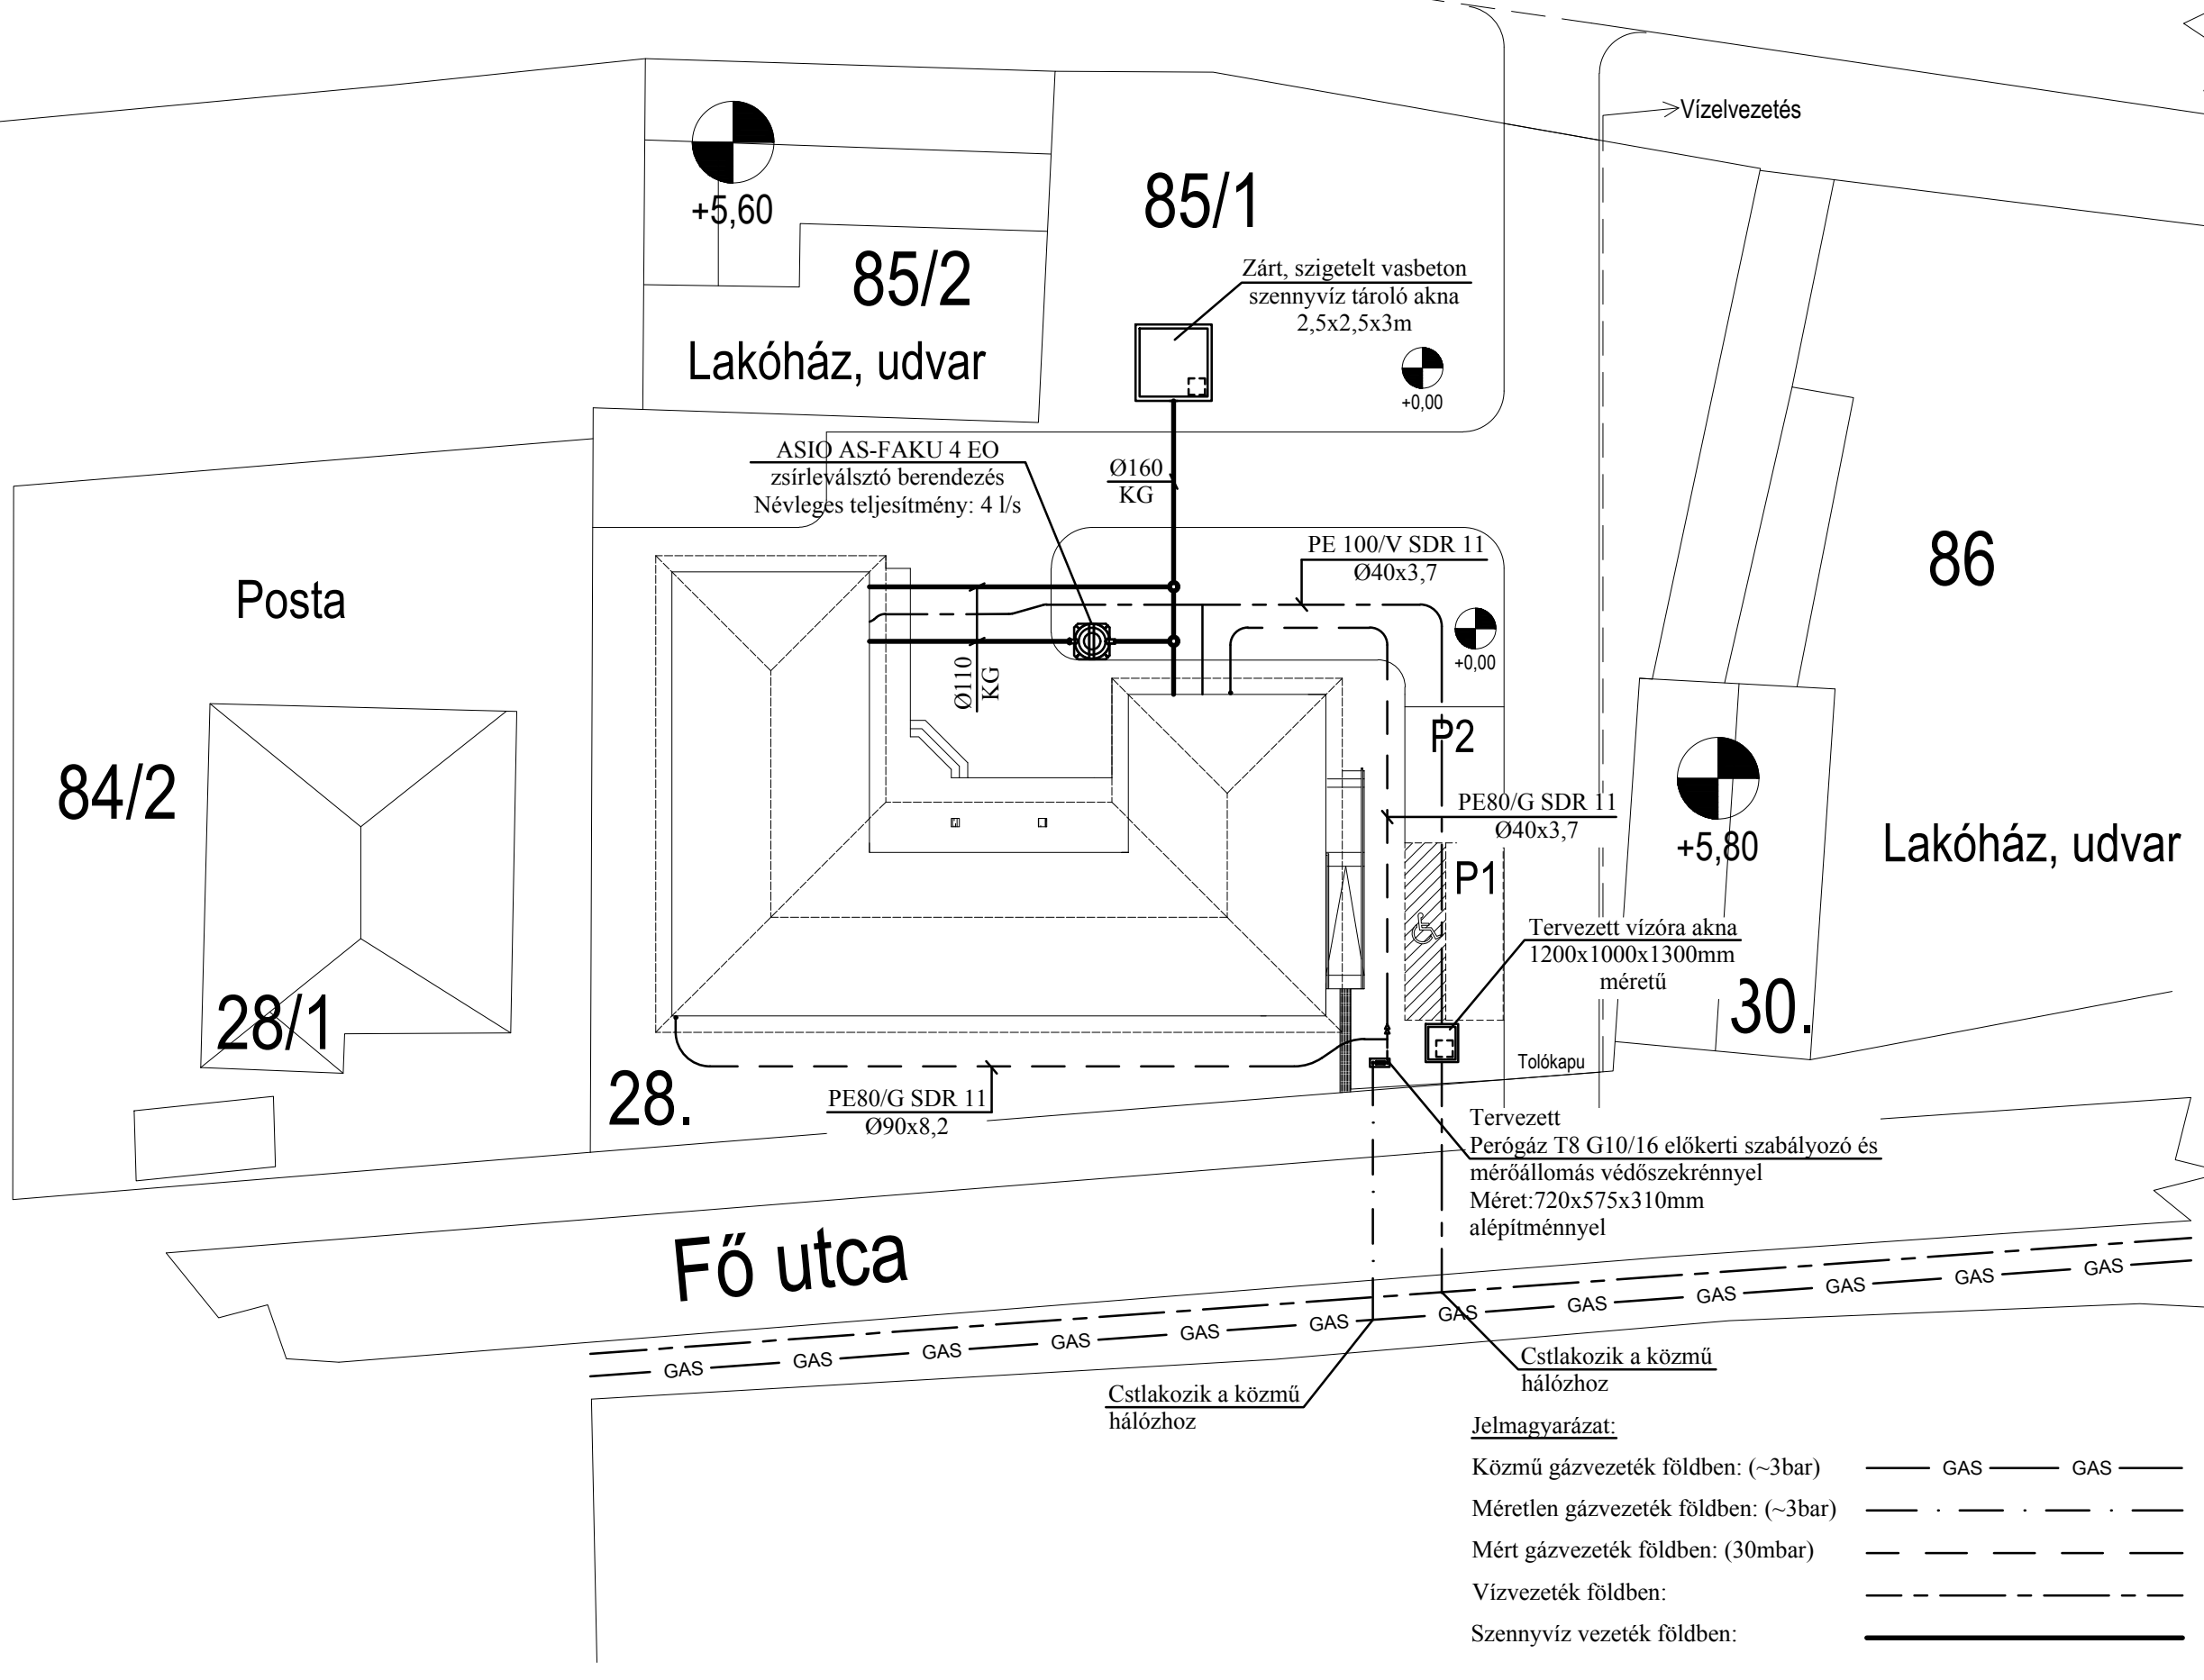 Vízelvezetés
+5,60
85/1
85/2
Lakóház, udvar
Zárt, szigetelt vasbeton
szennyvíz tároló akna
2,5x2,5x3m
+0,00
ASIO AS-FAKU 4 EO
zsírleválsztó berendezés
Névleges teljesítmény: 4 l/s
Ø160
KG
PE 100/V SDR 11
Ø40x3,7
86
Posta
+0,00
Ø110
KG
P2
84/2
PE80/G SDR 11
Ø40x3,7
+5,80
Lakóház, udvar
P1
Tervezett vízóra akna
1200x1000x1300mm
méretű
28/1
30.
Tolókapu
28.
PE80/G SDR 11
Ø90x8,2
Tervezett
Perógáz T8 G10/16 előkerti szabályozó és
mérőállomás védőszekrénnyel
Méret:720x575x310mm
alépítménnyel
Fő utca
GAS GAS GAS GAS GAS GAS GAS GAS GAS GAS GAS GAS
Cstlakozik a közmű
hálózhoz
Cstlakozik a közmű
hálózhoz
Jelmagyarázat:
Közmű gázvezeték földben: (~3bar) GAS GAS
Méretlen gázvezeték földben: (~3bar)
Mért gázvezeték földben: (30mbar)
Vízvezeték földben:
Szennyvíz vezeték földben: